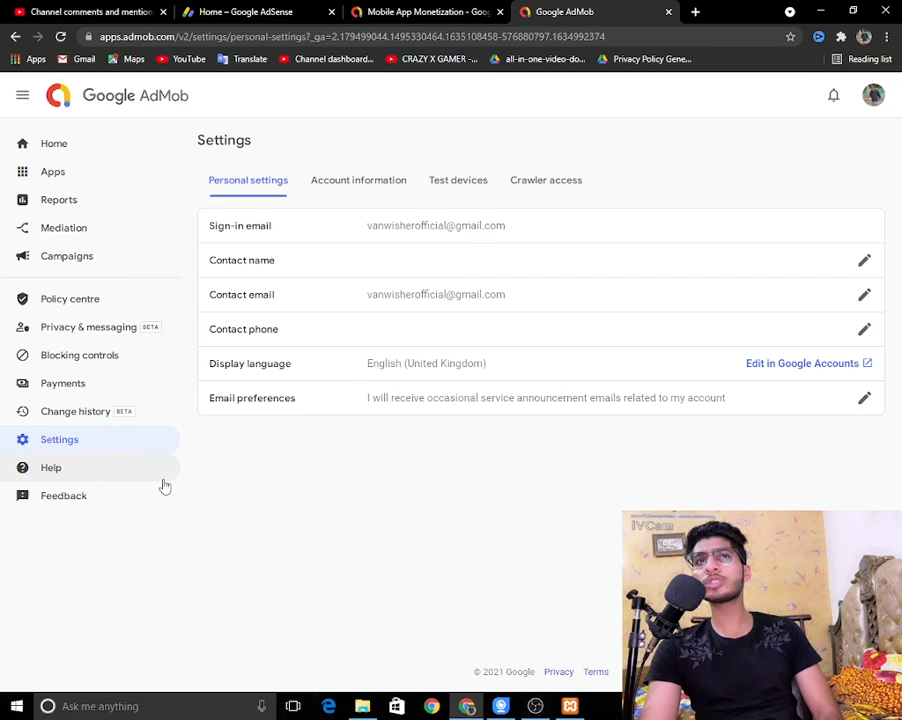 Channel comments and mention
Home – Google AdSense
Mobile App Monetization - Goo
Google AdMob
apps.admob.com/v2/settings/personal-settings?_ga=2.179499044.1495330464.1635108458-576880797.1634992374
Apps
Gmail
Maps
YouTube
Translate
Channel dashboard...
CRAZY X GAMER -...
all-in-one-video-do...
Privacy Policy Gene...
Reading list
Google AdMob
Home
Apps
Reports
Mediation
Campaigns
Policy centre
Privacy & messaging BETA
Blocking controls
Payments
Change history BETA
Settings
Help
Feedback
Settings
Personal settings
Account information
Test devices
Crawler access
Sign-in email vanwisherofficial@gmail.com
Contact name
Contact email vanwisherofficial@gmail.com
Contact phone
Display language English (United Kingdom) Edit in Google Accounts
Email preferences I will receive occasional service announcement emails related to my account
iVCam
© 2021 Google Privacy Terms
Ask me anything